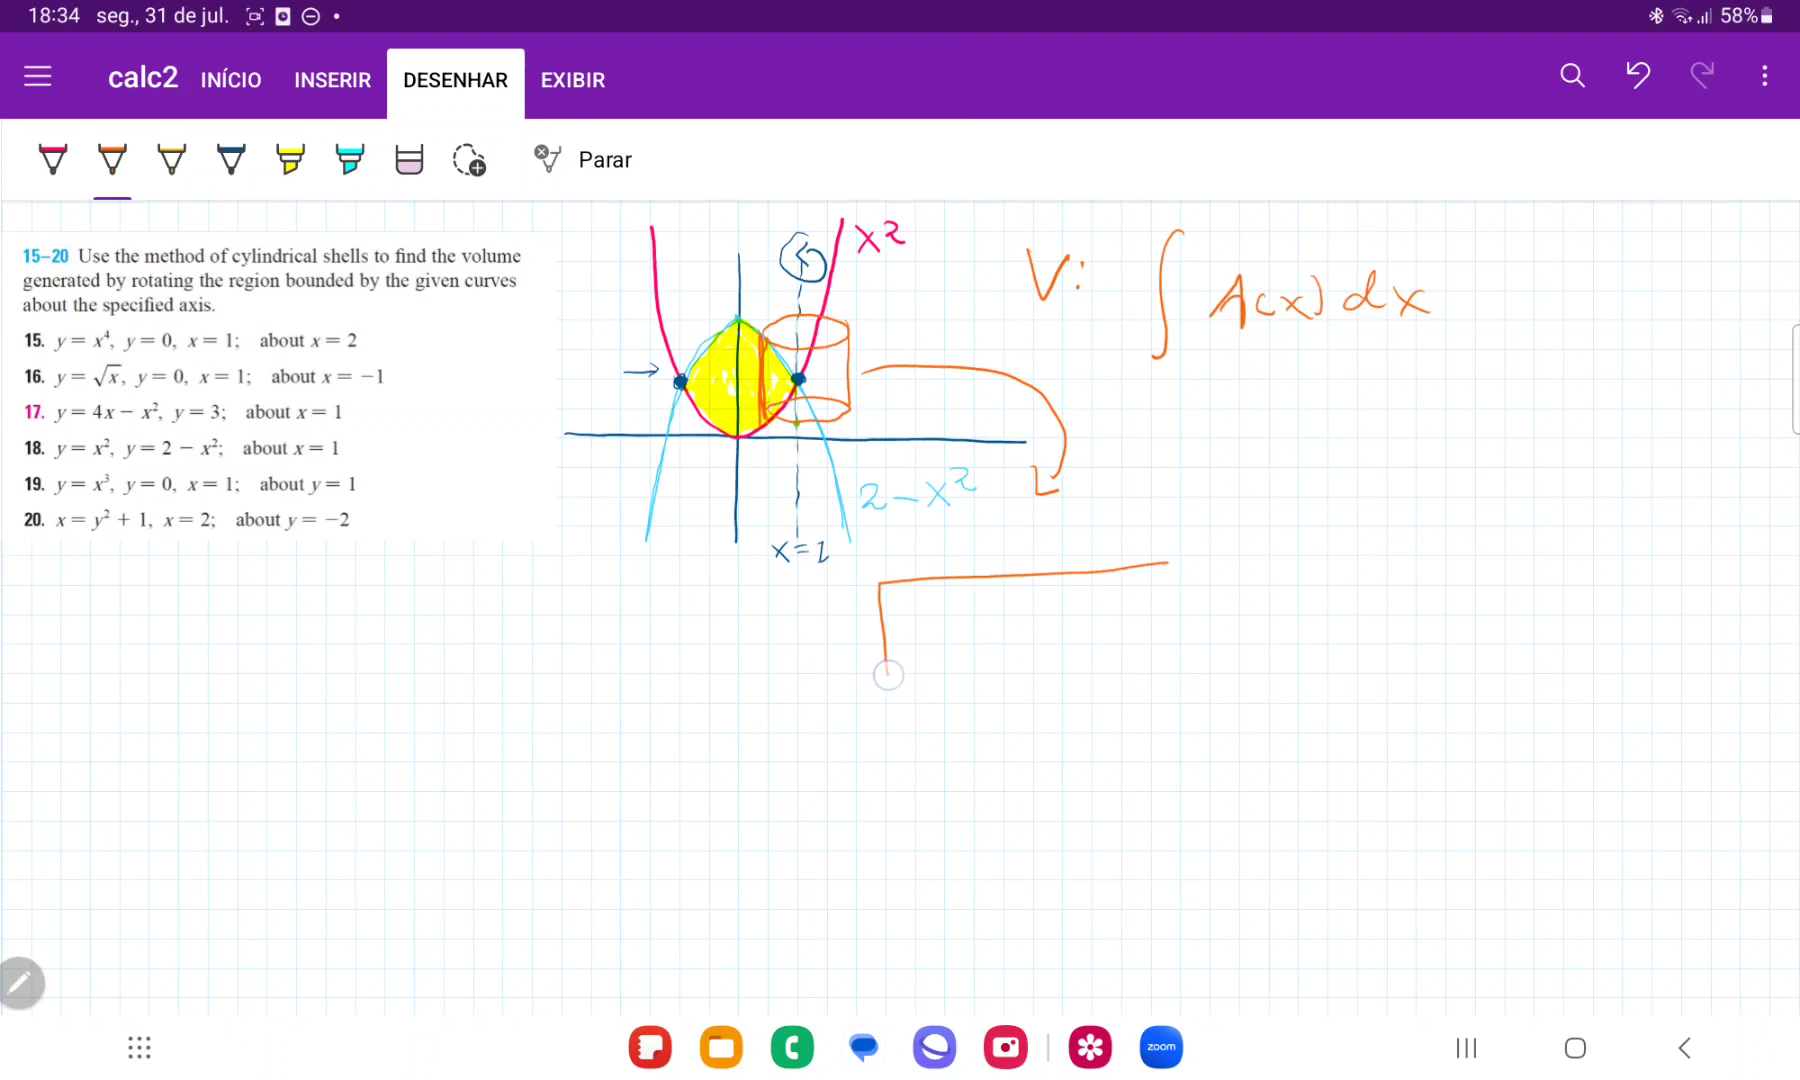 18:34 seg., 31 de jul. • 58%
calc2 INÍCIO INSERIR DESENHAR EXIBIR
Parar
15–20 Use the method of cylindrical shells to find the volume
generated by rotating the region bounded by the given curves
about the specified axis.
15. y = x⁴, y = 0, x = 1; about x = 2
16. y = √x, y = 0, x = 1; about x = −1
17. y = 4x − x², y = 3; about x = 1
18. y = x², y = 2 − x²; about x = 1
19. y = x³, y = 0, x = 1; about y = 1
20. x = y² + 1, x = 2; about y = −2
x²
2 − x²
x = 1
V: ∫ A(x) dx
zoom